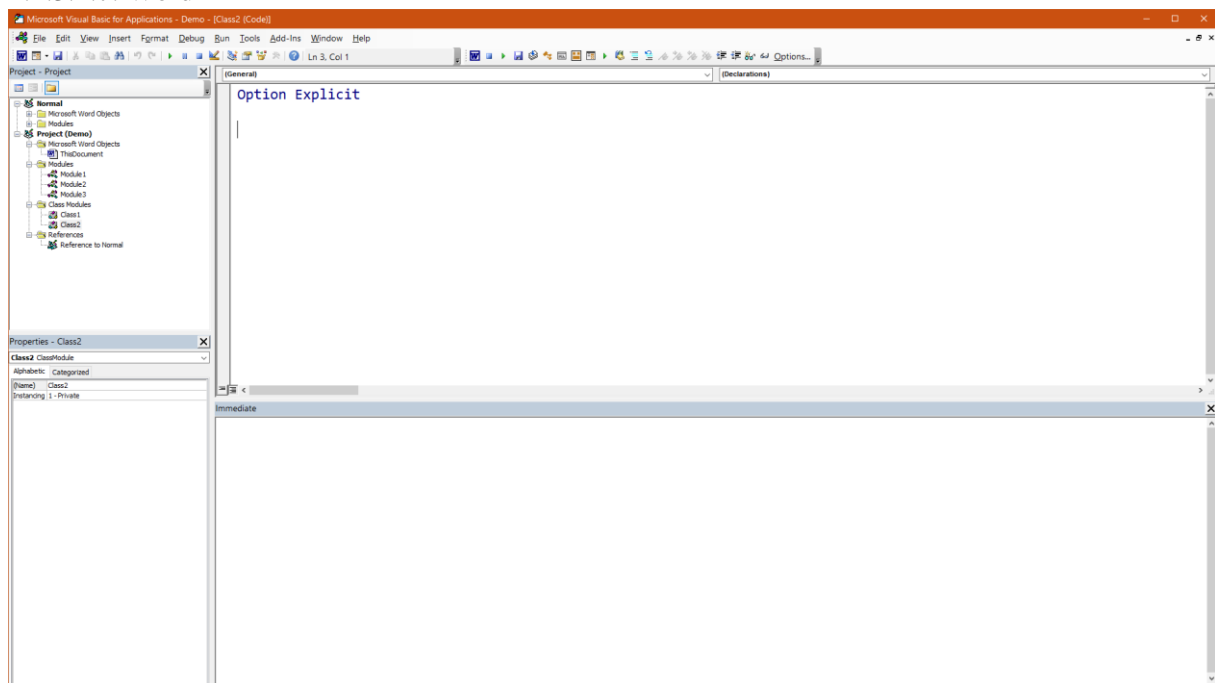 Microsoft Visual Basic for Applications - Demo - [Class2 (Code)]
File Edit View Insert Format Debug Run Tools Add-Ins Window Help
Ln 3, Col 1
Options...
Project - Project
Normal
Microsoft Word Objects
Modules
Project (Demo)
Microsoft Word Objects
ThisDocument
Modules
Module1
Module2
Module3
Class Modules
Class1
Class2
References
Reference to Normal
Properties - Class2
Class2 ClassModule
Alphabetic Categorized
(Name) Class2
Instancing 1 - Private
(General) (Declarations)
Option Explicit
Immediate